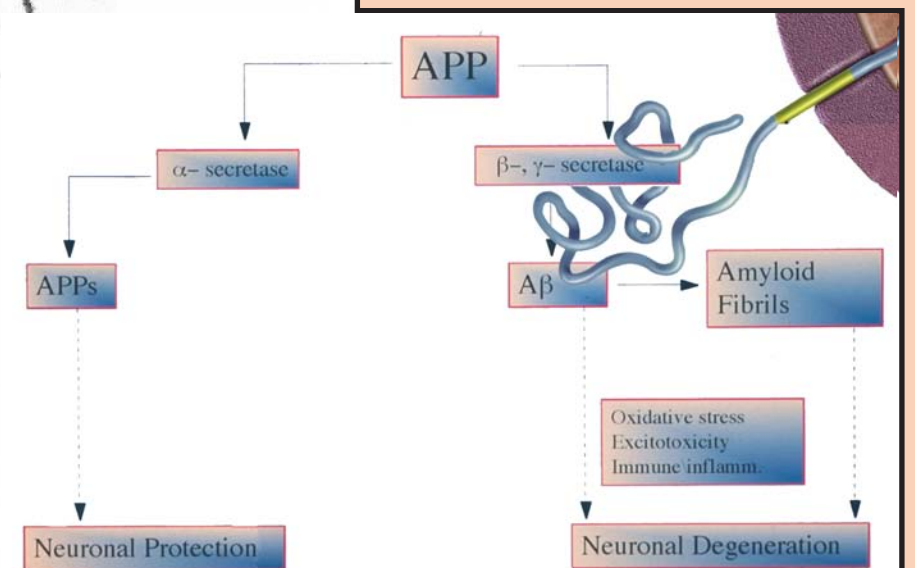 APP
α– secretase
β–, γ– secretase
APPs
Aβ
Amyloid
Fibrils
Oxidative stress
Excitotoxicity
Immune inflamm.
Neuronal Protection
Neuronal Degeneration